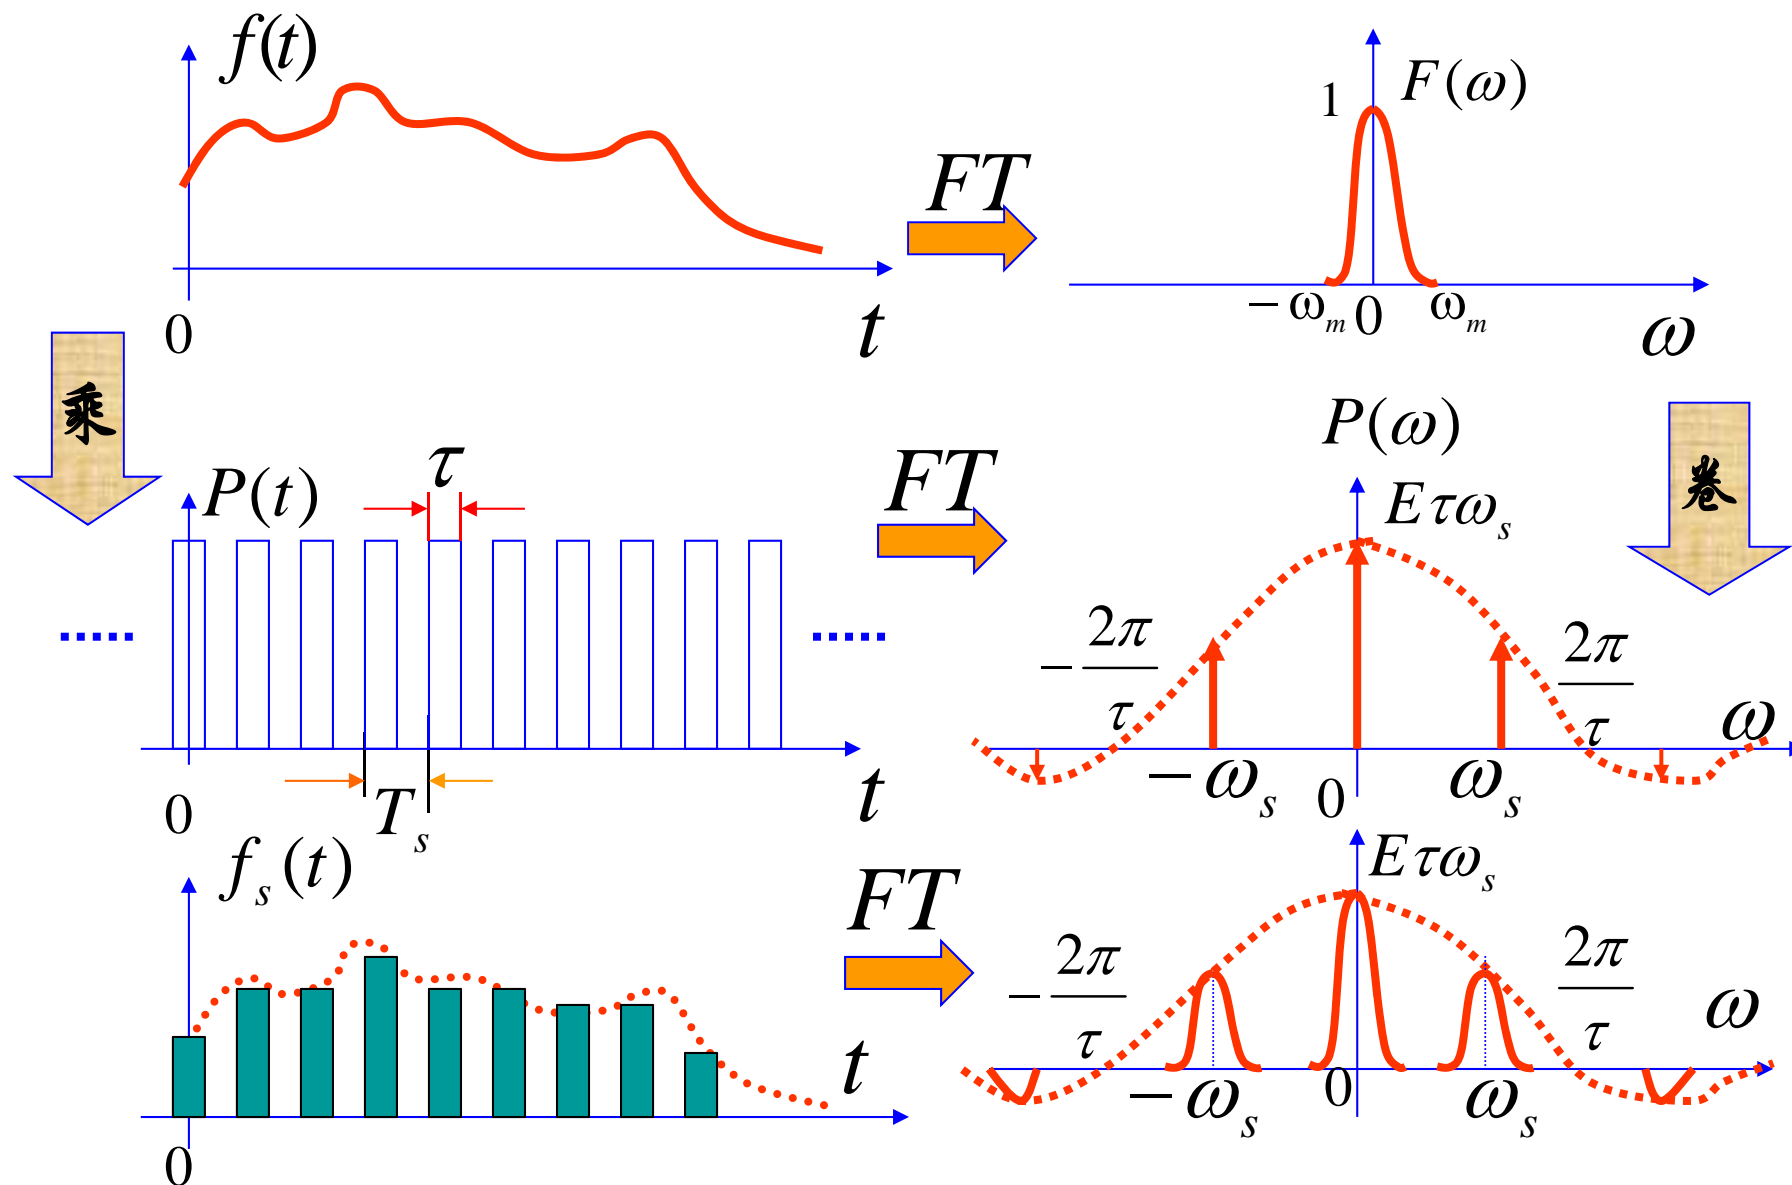 f(t)
1
F(ω)
FT
0
t
−ω_m 0 ω_m
ω
乘
P(t)
τ
FT
P(ω)
Eτω_s
卷
−2π/τ
2π/τ
ω
0
T_s
t
−ω_s
0
ω_s
f_s(t)
FT
Eτω_s
−2π/τ
2π/τ
ω
t
0
−ω_s
0
ω_s